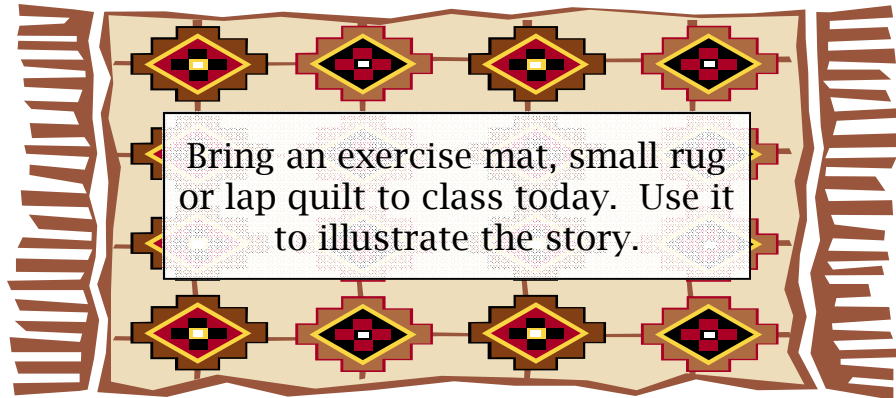 Bring an exercise mat, small rug
or lap quilt to class today.  Use it
to illustrate the story.